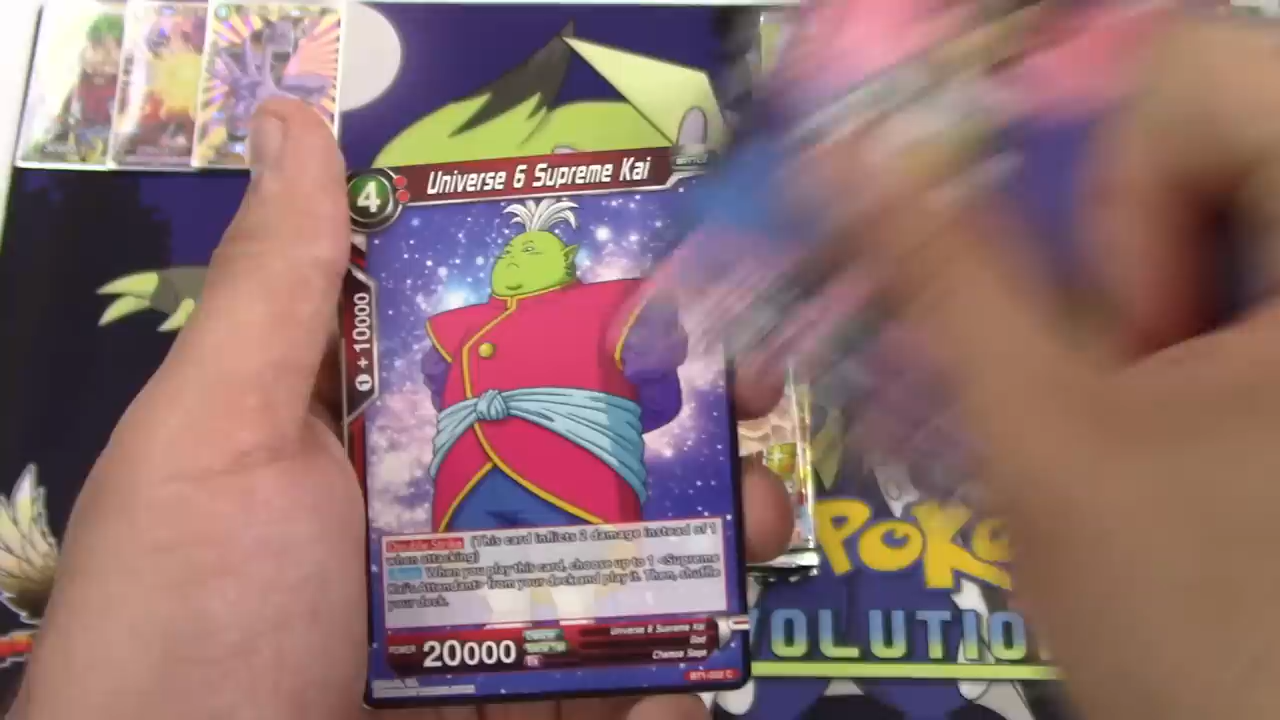 4
Universe 6 Supreme Kai
1 +10000
Double Strike (This card inflicts 2 damage instead of 1
when attacking)
When you play this card, choose up to 1 <Supreme
Kai's Attendant> from your deck and play it. Then, shuffle
your deck.
POWER 20000
Universe 6 Supreme Kai
God
Champa Saga
POKé
VOLUTIO